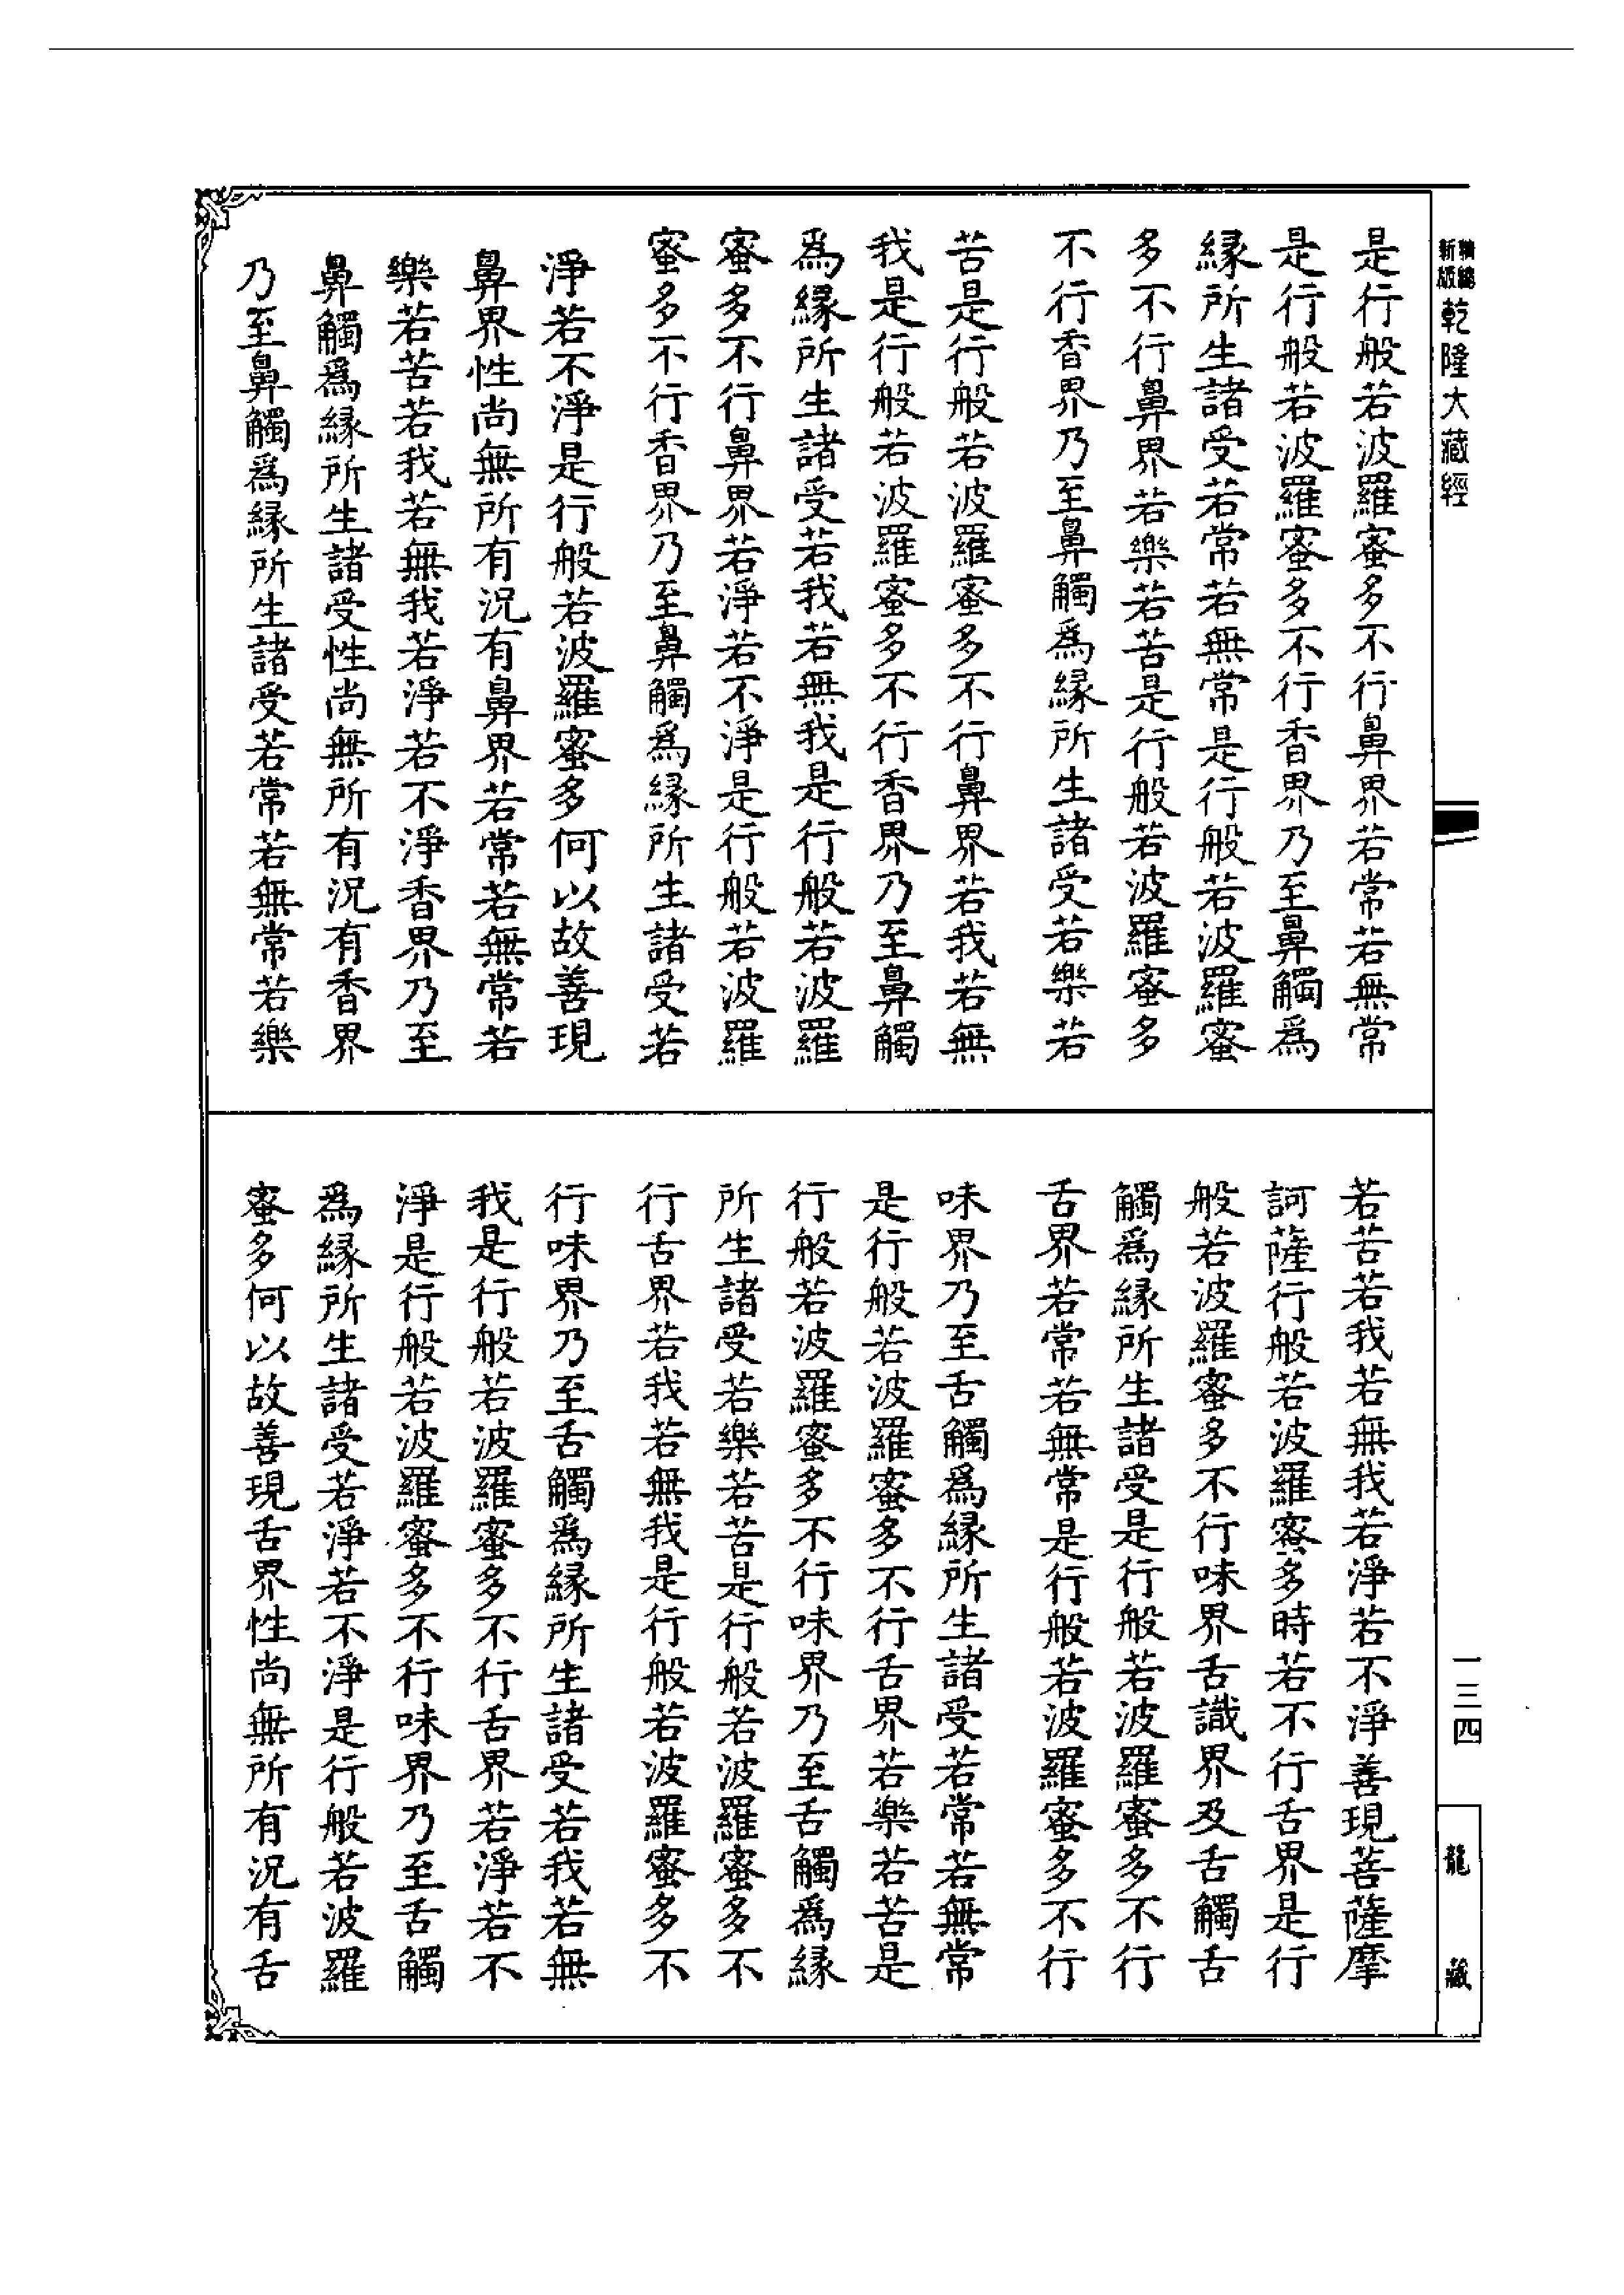 新版精縮乾隆大藏經
一三四
龍藏
是行般若波羅蜜多不行鼻界若常若無常
是行般若波羅蜜多不行香界乃至鼻觸爲
緣所生諸受若常若無常是行般若波羅蜜
多不行鼻界若樂若苦是行般若波羅蜜多
不行香界乃至鼻觸爲緣所生諸受若樂若
苦是行般若波羅蜜多不行鼻界若我若無
我是行般若波羅蜜多不行香界乃至鼻觸
爲緣所生諸受若我若無我是行般若波羅
蜜多不行鼻界若淨若不淨是行般若波羅
蜜多不行香界乃至鼻觸爲緣所生諸受若
淨若不淨是行般若波羅蜜多何以故善現
鼻界性尚無所有況有鼻界若常若無常若
樂若苦若我若無我若淨若不淨香界乃至
鼻觸爲緣所生諸受性尚無所有況有香界
乃至鼻觸爲緣所生諸受若常若無常若樂
若苦若我若無我若淨若不淨善現菩薩摩
訶薩行般若波羅蜜多時若不行舌界是行
般若波羅蜜多不行味界舌識界及舌觸舌
觸爲緣所生諸受是行般若波羅蜜多不行
舌界若常若無常是行般若波羅蜜多不行
味界乃至舌觸爲緣所生諸受若常若無常
是行般若波羅蜜多不行舌界若樂若苦是
行般若波羅蜜多不行味界乃至舌觸爲緣
所生諸受若樂若苦是行般若波羅蜜多不
行舌界若我若無我是行般若波羅蜜多不
行味界乃至舌觸爲緣所生諸受若我若無
我是行般若波羅蜜多不行舌界若淨若不
淨是行般若波羅蜜多不行味界乃至舌觸
爲緣所生諸受若淨若不淨是行般若波羅
蜜多何以故善現舌界性尚無所有況有舌